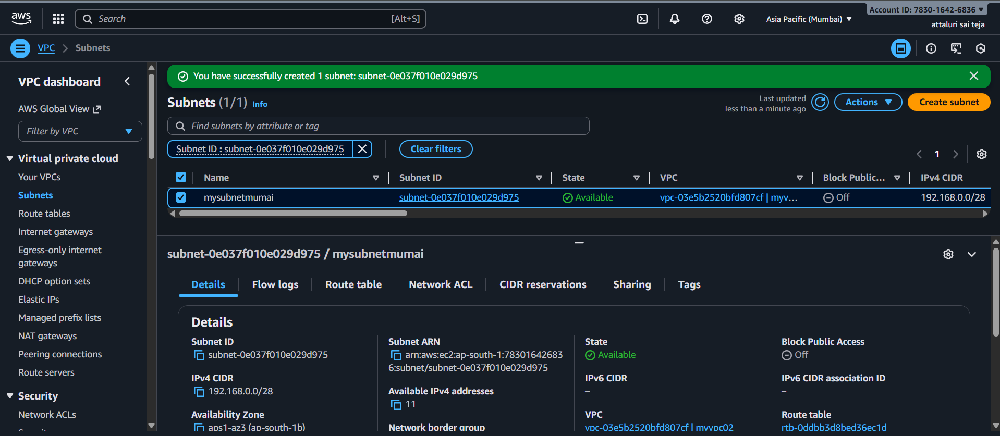 aws
Search
[Alt+S]
Asia Pacific (Mumbai)
Account ID: 7830-1642-6836
attaluri sai teja
VPC
Subnets
VPC dashboard
AWS Global View
Filter by VPC
Virtual private cloud
Your VPCs
Subnets
Route tables
Internet gateways
Egress-only internet
gateways
DHCP option sets
Elastic IPs
Managed prefix lists
NAT gateways
Peering connections
Route servers
Security
Network ACLs
You have successfully created 1 subnet: subnet-0e037f010e029d975
Subnets (1/1) Info
Last updated
less than a minute ago
Actions
Create subnet
Find subnets by attribute or tag
Subnet ID : subnet-0e037f010e029d975
Clear filters
1
Name Subnet ID State VPC Block Public... IPv4 CIDR
mysubnetmumai subnet-0e037f010e029d975 Available vpc-03e5b2520bfd807cf | myv... Off 192.168.0.0/28
subnet-0e037f010e029d975 / mysubnetmumai
Details Flow logs Route table Network ACL CIDR reservations Sharing Tags
Details
Subnet ID
subnet-0e037f010e029d975
IPv4 CIDR
192.168.0.0/28
Availability Zone
aps1-az3 (ap-south-1b)
Subnet ARN
arn:aws:ec2:ap-south-1:78301642683
6:subnet/subnet-0e037f010e029d975
Available IPv4 addresses
11
Network border group
State
Available
IPv6 CIDR
–
VPC
vpc-03e5b2520bfd807cf | myvpc02
Block Public Access
Off
IPv6 CIDR association ID
–
Route table
rtb-0ddbb3d8bed36ec1d